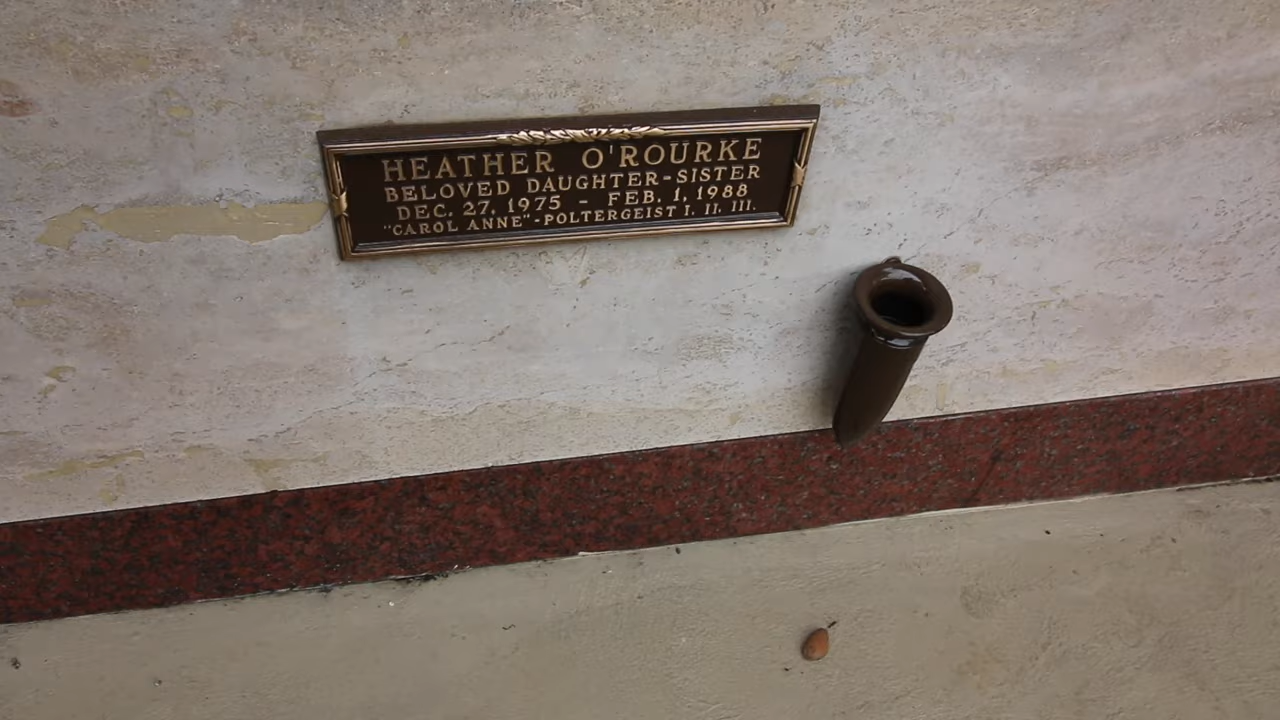 HEATHER O'ROURKE
BELOVED DAUGHTER-SISTER
DEC. 27, 1975 - FEB. 1, 1988
"CAROL ANNE"-POLTERGEIST I. II. III.